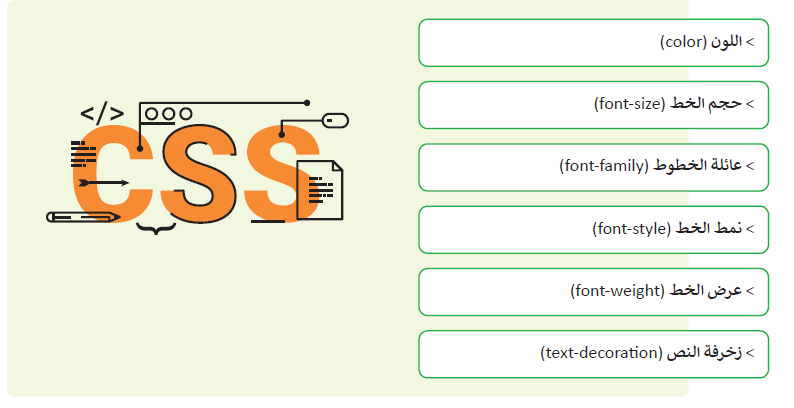 > اللون (color)
> حجم الخط (font-size)
> عائلة الخطوط (font-family)
> نمط الخط (font-style)
> عرض الخط (font-weight)
> زخرفة النص (text-decoration)
</>
CSS